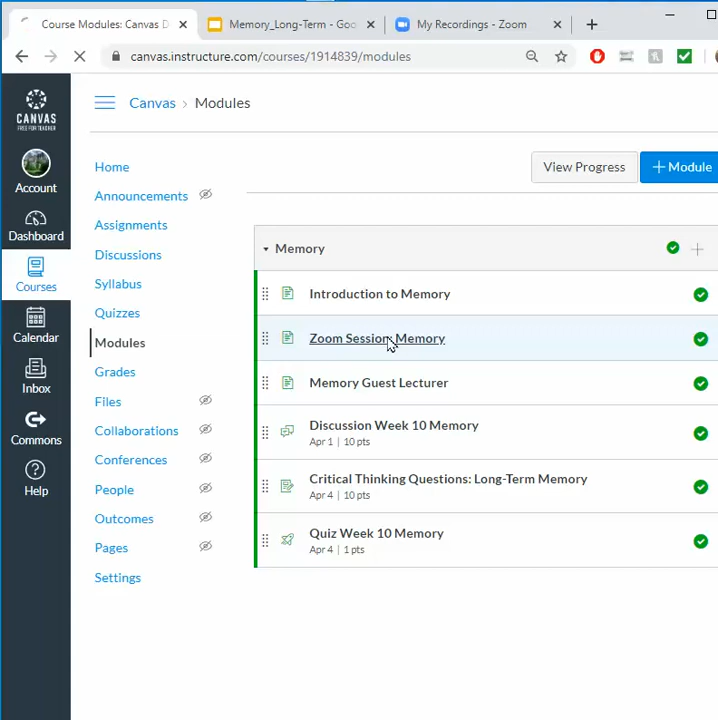 Course Modules: Canvas D
Memory_Long-Term - Goo
My Recordings - Zoom
canvas.instructure.com/courses/1914839/modules
CANVAS
FREE FOR TEACHER
Account
Dashboard
Courses
Calendar
Inbox
Commons
Help
Canvas > Modules
Home
Announcements
Assignments
Discussions
Syllabus
Quizzes
Modules
Grades
Files
Collaborations
Conferences
People
Outcomes
Pages
Settings
View Progress
+ Module
Memory
Introduction to Memory
Zoom Session Memory
Memory Guest Lecturer
Discussion Week 10 Memory
Apr 1 | 10 pts
Critical Thinking Questions: Long-Term Memory
Apr 4 | 10 pts
Quiz Week 10 Memory
Apr 4 | 1 pts